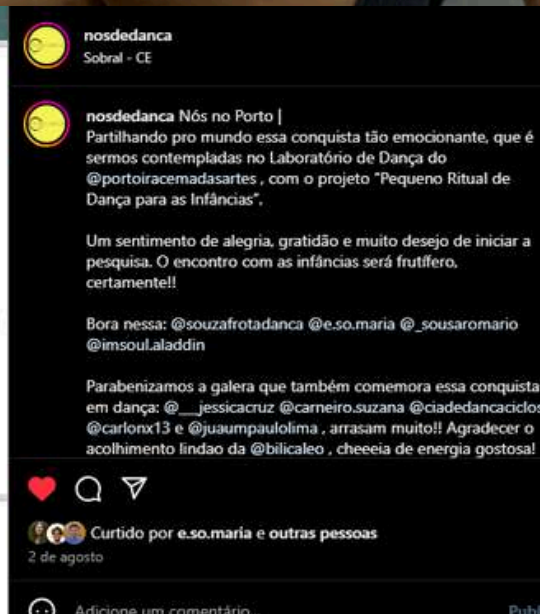 nosdedanca
Sobral - CE
nosdedanca Nós no Porto |
Partilhando pro mundo essa conquista tão emocionante, que é
sermos contempladas no Laboratório de Dança do
@portoiracemadasartes , com o projeto "Pequeno Ritual de
Dança para as Infâncias".
Um sentimento de alegria, gratidão e muito desejo de iniciar a
pesquisa. O encontro com as infâncias será frutífero,
certamente!!
Bora nessa: @souzafrotadanca @e.so.maria @_sousaromario
@imsoul.aladdin
Parabenizamos a galera que também comemora essa conquista
em dança: @___jessicacruz @carneiro.suzana @ciadedancaciclos
@carlonx13 e @juaumpaulolima , arrasam muito!! Agradecer o
acolhimento lindao da @bilicaleo , cheeeia de energia gostosa!
Curtido por e.so.maria e outras pessoas
2 de agosto
Adicione um comentário...